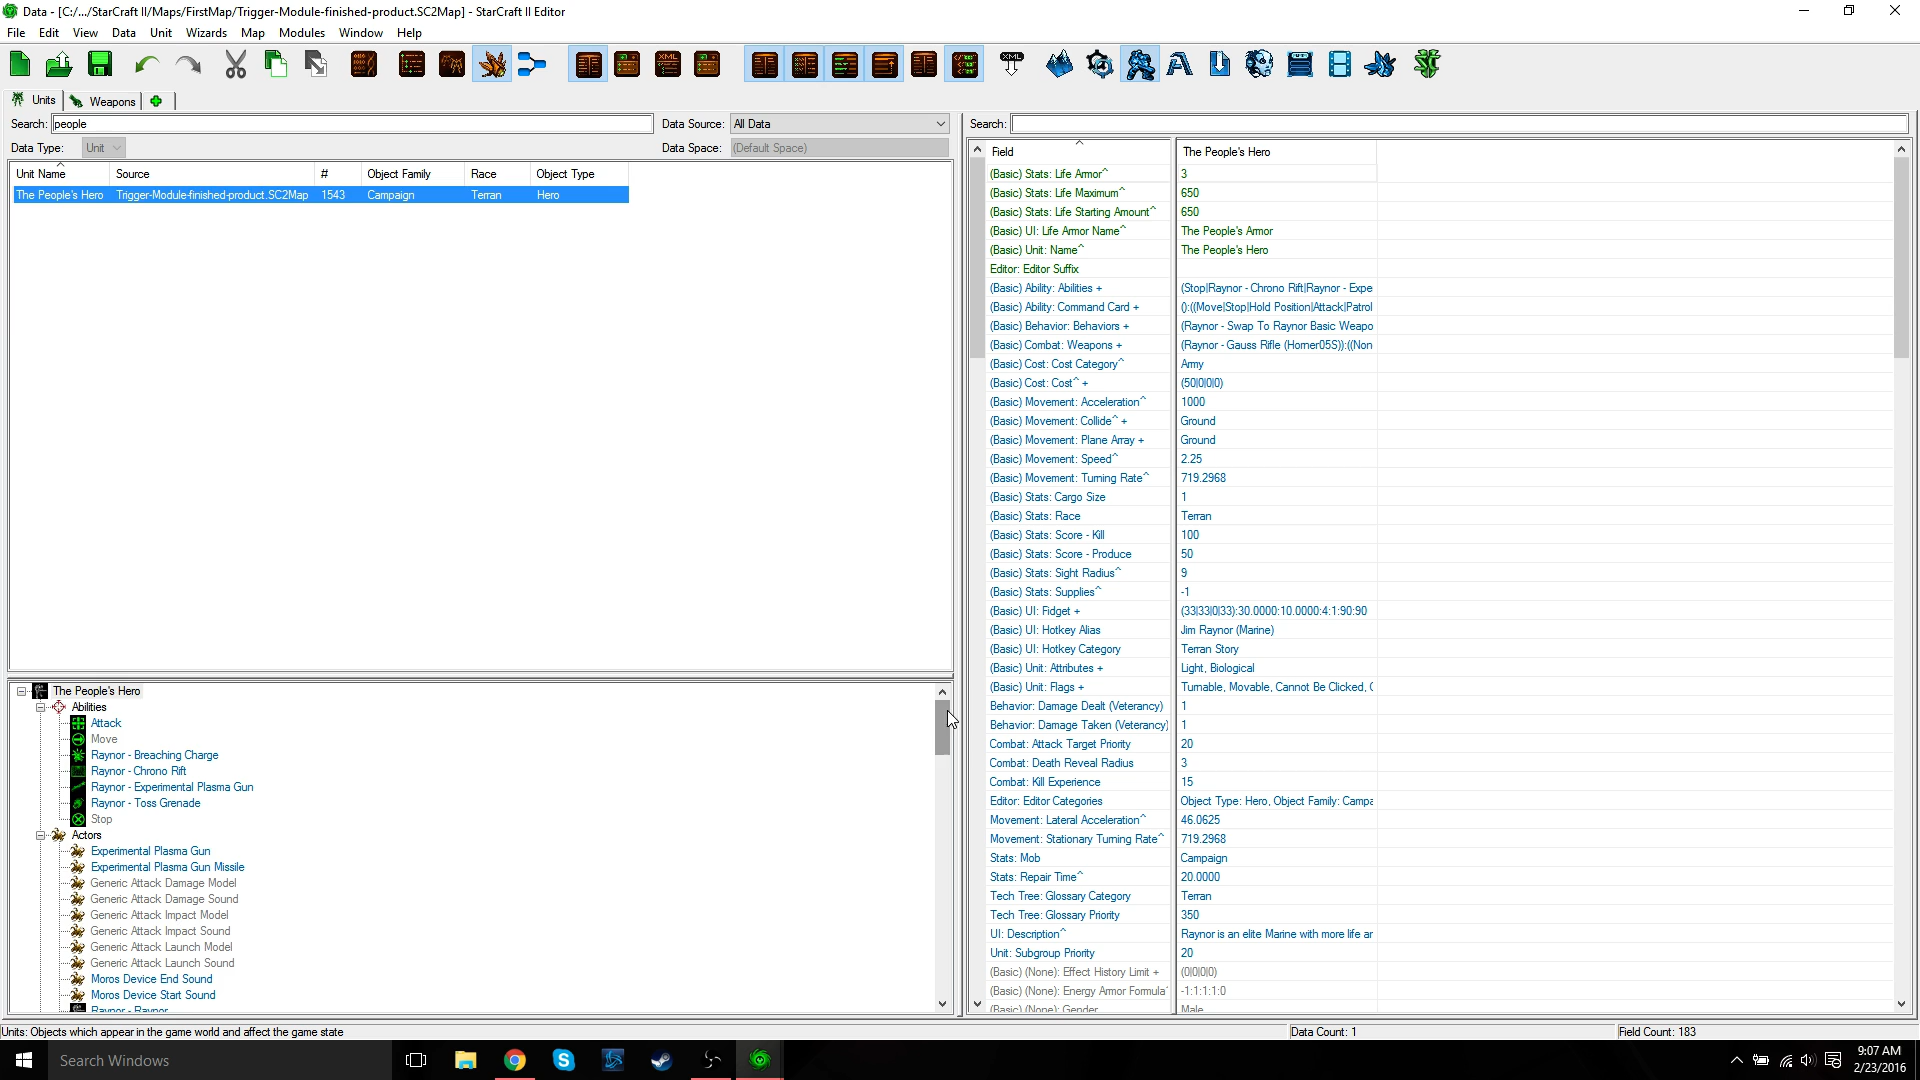 Data - [C:/.../StarCraft II/Maps/FirstMap/Trigger-Module-finished-product.SC2Map] - StarCraft II Editor
File Edit View Data Unit Wizards Map Modules Window Help
Units Weapons
Search: people Data Source: All Data
Data Type: Unit Data Space: (Default Space)
Unit Name Source # Object Family Race Object Type
The People's Hero Trigger-Module-finished-product.SC2Map 1543 Campaign Terran Hero
The People's Hero
Abilities
Attack
Move
Raynor - Breaching Charge
Raynor - Chrono Rift
Raynor - Experimental Plasma Gun
Raynor - Toss Grenade
Stop
Actors
Experimental Plasma Gun
Experimental Plasma Gun Missile
Generic Attack Damage Model
Generic Attack Damage Sound
Generic Attack Impact Model
Generic Attack Impact Sound
Generic Attack Launch Model
Generic Attack Launch Sound
Moros Device End Sound
Moros Device Start Sound
Raynor - Raynor
Search:
Field The People's Hero
(Basic) Stats: Life Armor^ 3
(Basic) Stats: Life Maximum^ 650
(Basic) Stats: Life Starting Amount^ 650
(Basic) UI: Life Armor Name^ The People's Armor
(Basic) Unit: Name^ The People's Hero
Editor: Editor Suffix
(Basic) Ability: Abilities + (Stop|Raynor - Chrono Rift|Raynor - Expe
(Basic) Ability: Command Card + ():((Move|Stop|Hold Position|Attack|Patrol
(Basic) Behavior: Behaviors + (Raynor - Swap To Raynor Basic Weapo
(Basic) Combat: Weapons + (Raynor - Gauss Rifle (Horner05S)):((Non
(Basic) Cost: Cost Category^ Army
(Basic) Cost: Cost^ + (50|0|0|0)
(Basic) Movement: Acceleration^ 1000
(Basic) Movement: Collide^ + Ground
(Basic) Movement: Plane Array + Ground
(Basic) Movement: Speed^ 2.25
(Basic) Movement: Turning Rate^ 719.2968
(Basic) Stats: Cargo Size 1
(Basic) Stats: Race Terran
(Basic) Stats: Score - Kill 100
(Basic) Stats: Score - Produce 50
(Basic) Stats: Sight Radius^ 9
(Basic) Stats: Supplies^ -1
(Basic) UI: Fidget + (33|33|0|33):30.0000:10.0000:4:1:90:90
(Basic) UI: Hotkey Alias Jim Raynor (Marine)
(Basic) UI: Hotkey Category Terran Story
(Basic) Unit: Attributes + Light, Biological
(Basic) Unit: Flags + Turnable, Movable, Cannot Be Clicked, (
Behavior: Damage Dealt (Veterancy) 1
Behavior: Damage Taken (Veterancy) 1
Combat: Attack Target Priority 20
Combat: Death Reveal Radius 3
Combat: Kill Experience 15
Editor: Editor Categories Object Type: Hero, Object Family: Campa
Movement: Lateral Acceleration^ 46.0625
Movement: Stationary Turning Rate^ 719.2968
Stats: Mob Campaign
Stats: Repair Time^ 20.0000
Tech Tree: Glossary Category Terran
Tech Tree: Glossary Priority 350
UI: Description^ Raynor is an elite Marine with more life ar
Unit: Subgroup Priority 20
(Basic) (None): Effect History Limit + (0|0|0|0)
(Basic) (None): Energy Armor Formula^ -1:1:1:1:0
(Basic) (None): Gender Male
Units: Objects which appear in the game world and affect the game state Data Count: 1 Field Count: 183
Search Windows
9:07 AM
2/23/2016